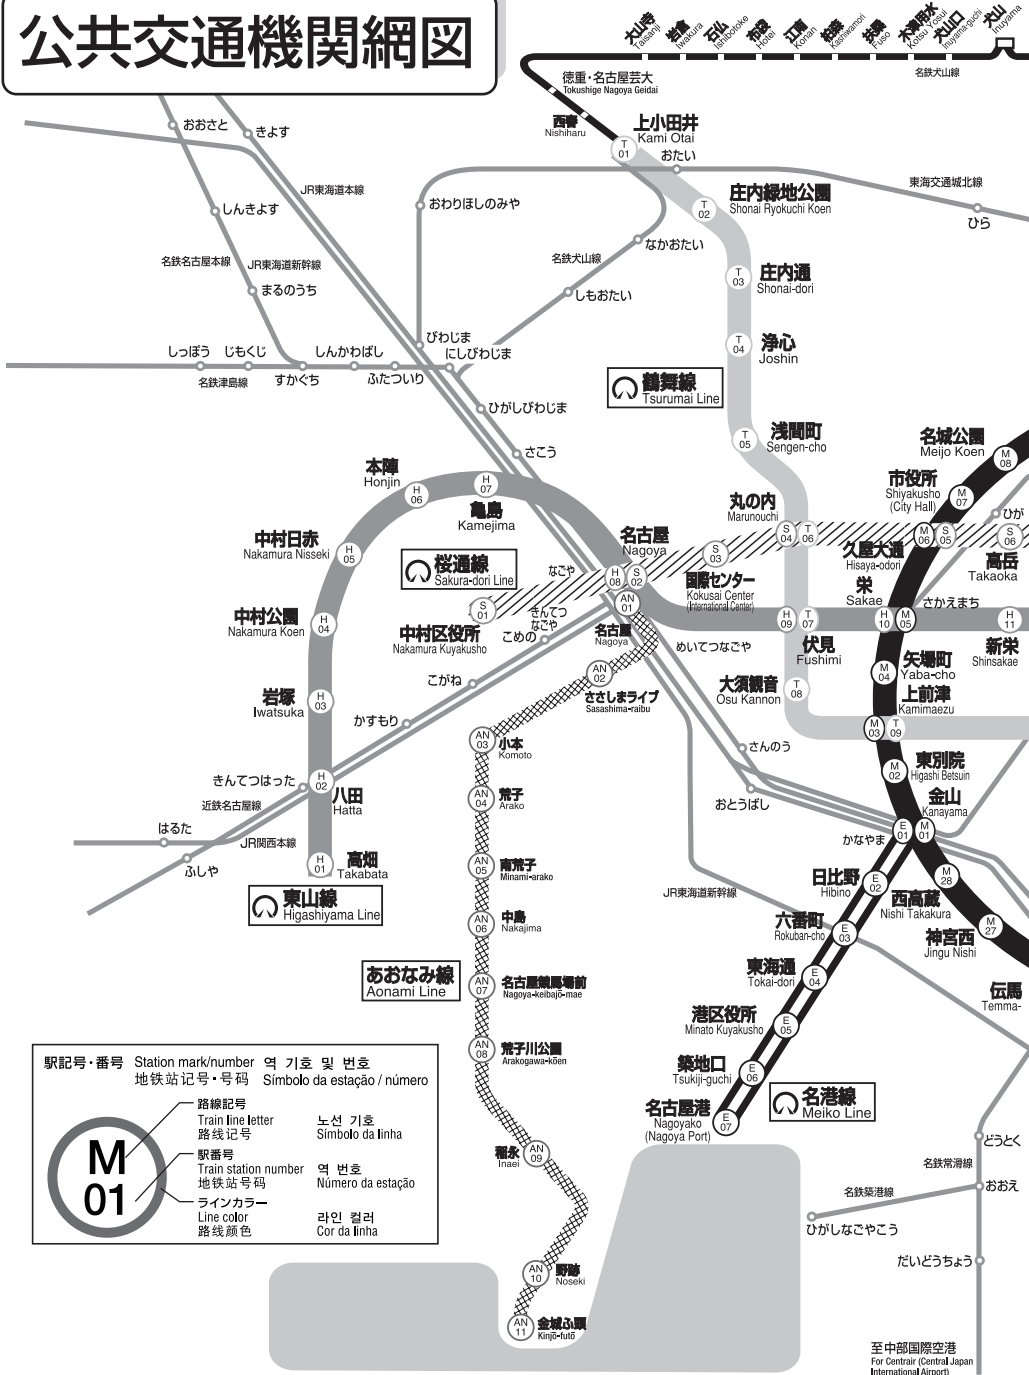 公共交通機関網図
犬山寺
Taisanji
岩倉
Iwakura
石仏
Ishibotoke
布袋
Hotei
江南
Konan
柏森
Kashiwamori
扶桑
Fuso
木津用水
Kotsu Yosui
犬山口
Inuyama-guchi
犬山
Inuyama
名鉄犬山線
徳重・名古屋芸大
Tokushige Nagoya Geidai
西春
Nishiharu
上小田井
Kami Otai
T
01
おたい
東海交通城北線
ひら
おおさと
きよす
JR東海道本線
しんきよす
名鉄名古屋本線
JR東海道新幹線
まるのうち
おわりほしのみや
なかおたい
名鉄犬山線
しもおたい
庄内緑地公園
Shonai Ryokuchi Koen
T
02
庄内通
Shonai-dori
T
03
浄心
Joshin
T
04
しっぽう
じもくじ
すかぐち
しんかわばし
ふたついり
びわじま
にしびわじま
名鉄津島線
ひがしびわじま
さこう
鶴舞線
Tsurumai Line
浅間町
Sengen-cho
T
05
名城公園
Meijo Koen
M
08
市役所
Shiyakusho
(City Hall)
M
07
ひが
本陣
Honjin
H
06
H
07
亀島
Kamejima
中村日赤
Nakamura Nisseki
H
05
丸の内
Marunouchi
S
04
T
06
久屋大通
Hisaya-odori
M
06
S
05
S
06
高岳
Takaoka
名古屋
Nagoya
H
08
S
02
S
03
国際センター
Kokusai Center
(International Center)
桜通線
Sakura-dori Line
なごや
S
01
中村区役所
Nakamura Kuyakusho
きんてつ
なごや
こめの
AN
01
名古屋
Nagoya
めいてつなごや
中村公園
Nakamura Koen
H
04
栄
Sakae
さかえまち
H
10
M
05
H
11
新栄
Shinsakae
H
09
T
07
伏見
Fushimi
矢場町
Yaba-cho
M
04
上前津
Kamimaezu
M
03
T
09
大須観音
Osu Kannon
T
08
こがね
AN
02
ささしまライブ
Sasashima-raibu
岩塚
Iwatsuka
H
03
かすもり
AN
03
小本
Komoto
さんのう
おとうばし
東別院
Higashi Betsuin
M
02
金山
Kanayama
かなやま
E
01
M
01
きんてつはった
H
02
八田
Hatta
近鉄名古屋線
JR関西本線
はるた
ふしや
H
01
高畑
Takabata
東山線
Higashiyama Line
AN
04
荒子
Arako
AN
05
南荒子
Minami-arako
AN
06
中島
Nakajima
JR東海道新幹線
日比野
Hibino
E
02
西高蔵
Nishi Takakura
M
28
六番町
Rokuban-cho
E
03
神宮西
Jingu Nishi
M
27
伝馬
Temma-
あおなみ線
Aonami Line
AN
07
名古屋競馬場前
Nagoya-keibajō-mae
東海通
Tokai-dori
E
04
港区役所
Minato Kuyakusho
E
05
AN
08
荒子川公園
Arakogawa-kōen
築地口
Tsukiji-guchi
E
06
名古屋港
Nagoyako
(Nagoya Port)
E
07
名港線
Meiko Line
駅記号・番号 Station mark/number 역 기호 및 번호
地铁站记号・号码 Símbolo da estação / número
M
01
路線記号
Train line letter 노선 기호
路线记号 Símbolo da linha
駅番号
Train station number 역 번호
地铁站号码 Número da estação
ラインカラー
Line color 라인 컬러
路线颜色 Cor da linha
稲永
Inaei
AN
09
AN
10
野跡
Noseki
AN
11
金城ふ頭
Kinjō-futō
どうとく
名鉄常滑線
おおえ
名鉄築港線
ひがしなごやこう
だいどうちょう
至中部国際空港
For Centrair (Central Japan
International Airport)